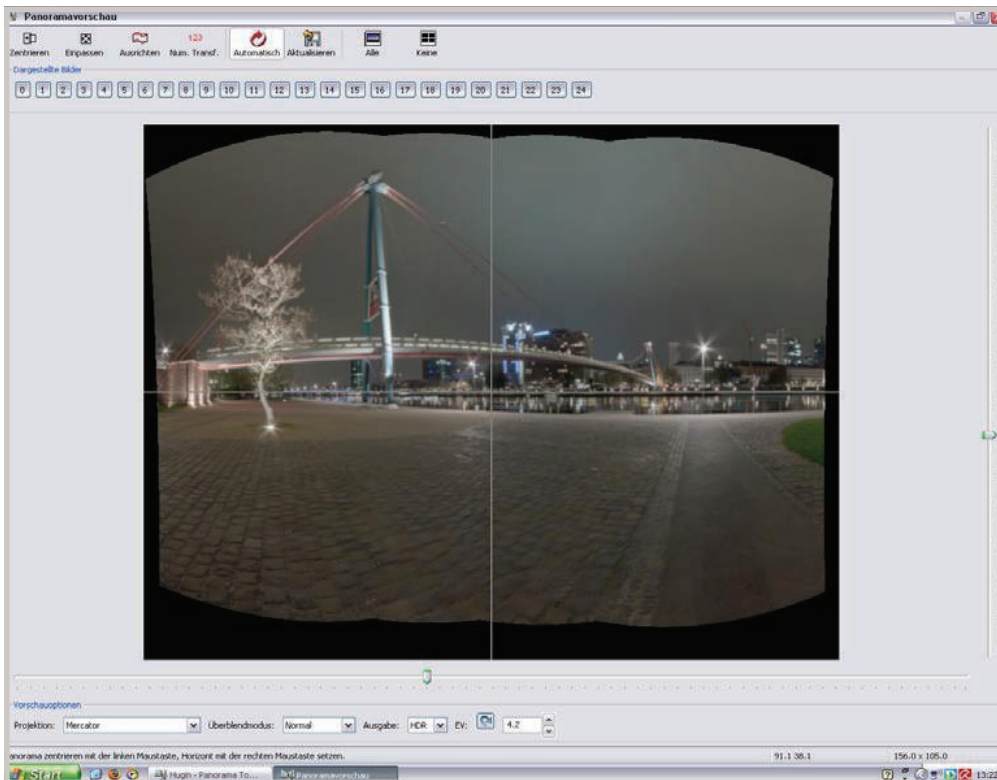 Panoramavorschau
Zentrieren Einpassen Ausrichten Num. Transf. Automatisch Aktualisieren Alle Keine
123
Dargestellte Bilder
0 1 2 3 4 5 6 7 8 9 10 11 12 13 14 15 16 17 18 19 20 21 22 23 24
Vorschauoptionen
Projektion: Mercator Überblendmodus: Normal Ausgabe: HDR EV: 4.2
anorama zentrieren mit der linken Maustaste, Horizont mit der rechten Maustaste setzen. 91.1 38.1 156.0 x 105.0
Start Hugin - Panorama To... Panoramavorschau 13:22